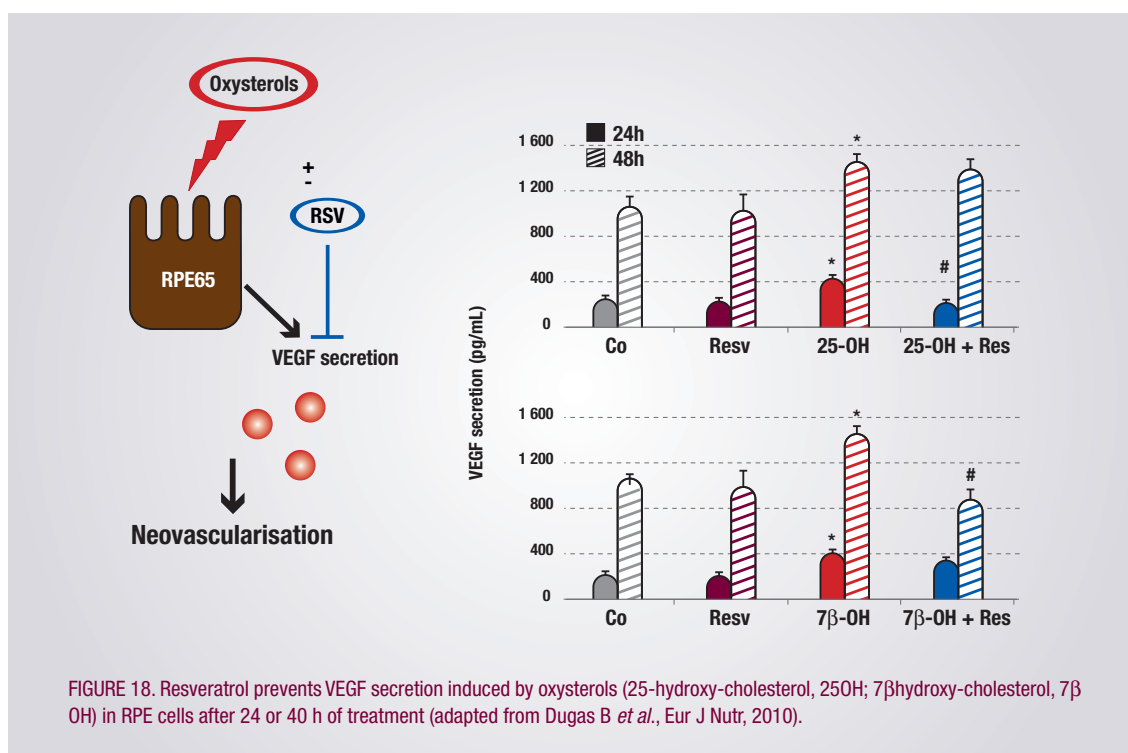 Oxysterols
+
-
RSV
RPE65
VEGF secretion
Neovascularisation
VEGF secretion (pg/mL)
24h
48h
1 600
1 200
800
400
0
*
*
#
Co Resv 25-OH 25-OH + Res
1 600
1 200
800
400
0
*
*
#
Co Resv 7β-OH 7β-OH + Res
FIGURE 18. Resveratrol prevents VEGF secretion induced by oxysterols (25-hydroxy-cholesterol, 25OH; 7βhydroxy-cholesterol, 7β
OH) in RPE cells after 24 or 40 h of treatment (adapted from Dugas B et al., Eur J Nutr, 2010).